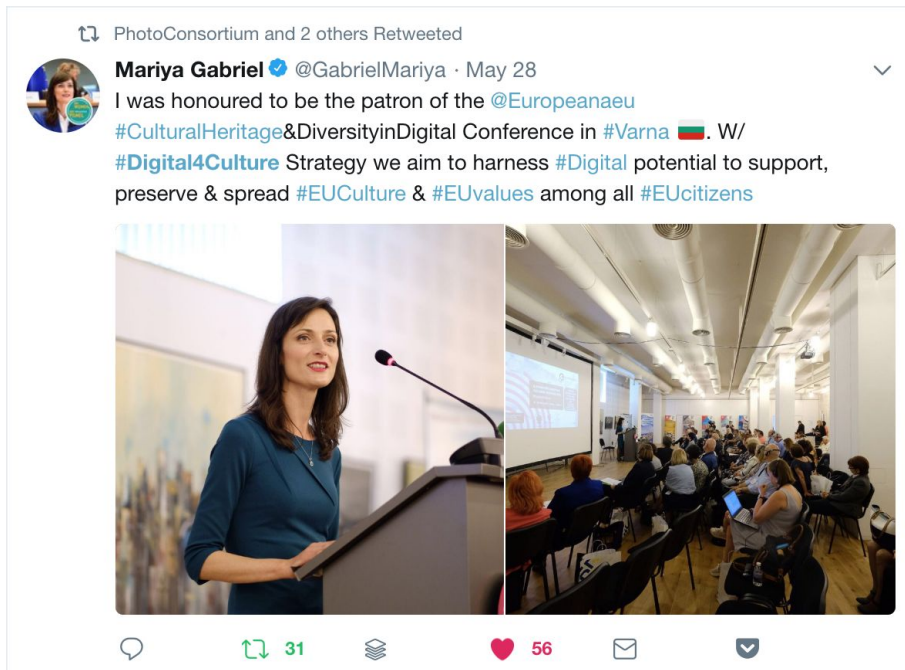 PhotoConsortium and 2 others Retweeted
Mariya Gabriel @GabrielMariya · May 28
I was honoured to be the patron of the @Europeanaeu
#CulturalHeritage&DiversityinDigital Conference in #Varna 🇧🇬. W/
#Digital4Culture Strategy we aim to harness #Digital potential to support,
preserve & spread #EUCulture & #EUvalues among all #EUcitizens
31 56